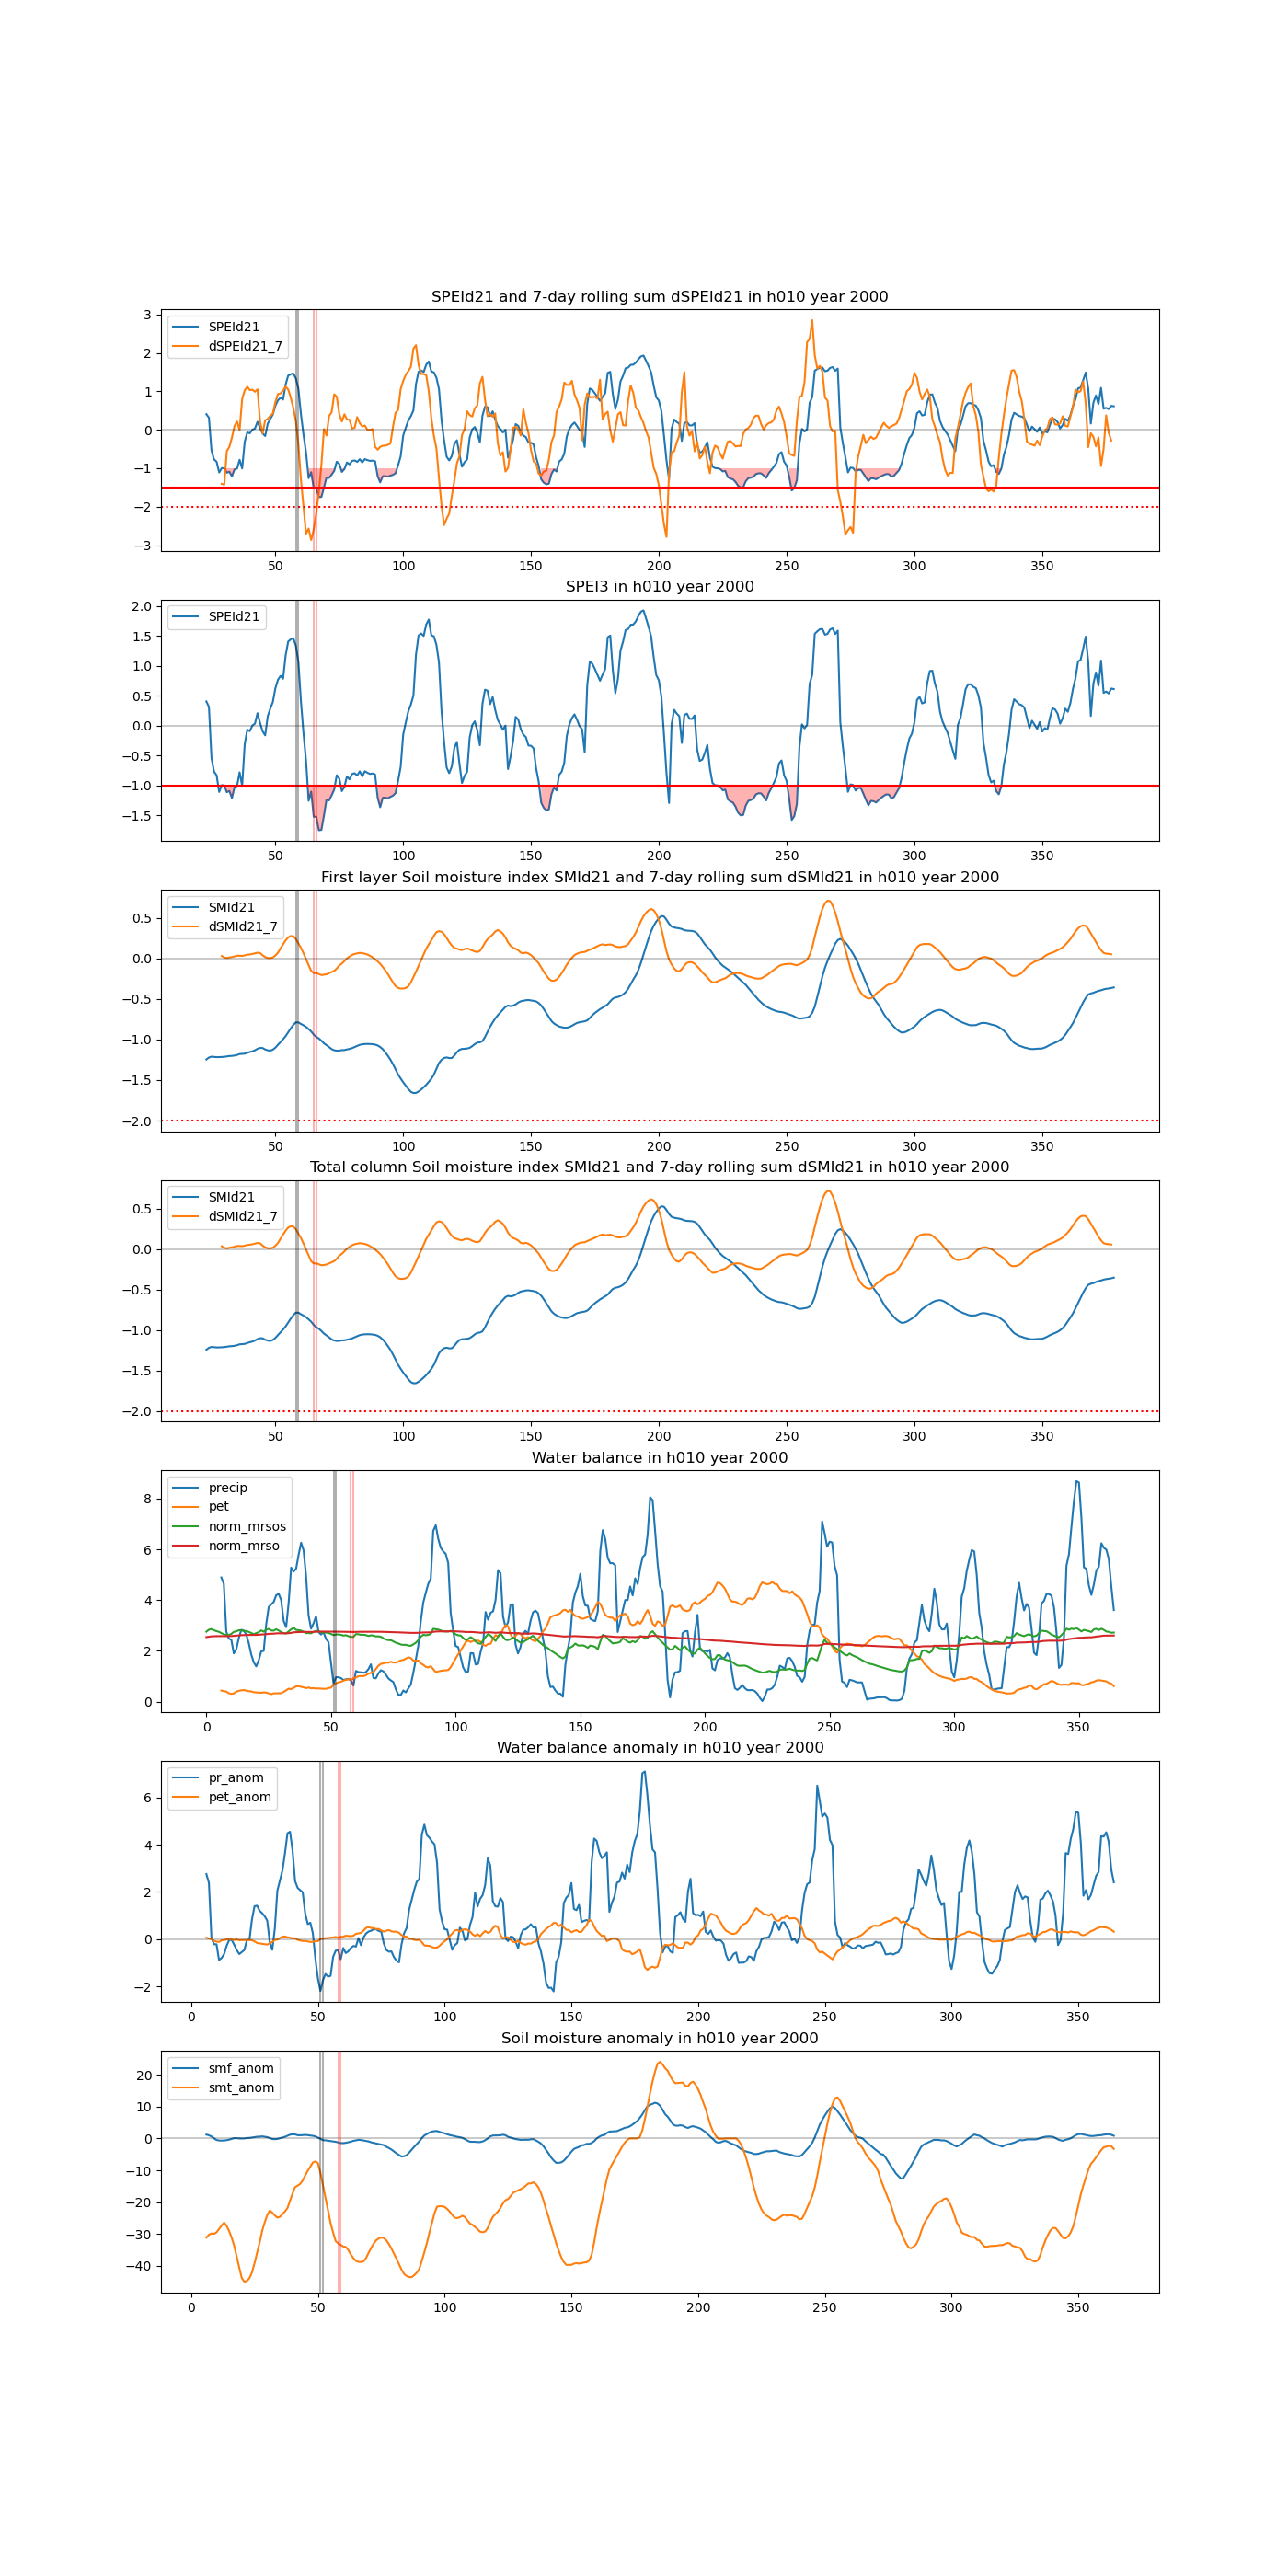 SPEId21 and 7-day rolling sum dSPEId21 in h010 year 2000
SPEId21
dSPEId21_7
3
2
1
0
−1
−2
−3
50 100 150 200 250 300 350
SPEI3 in h010 year 2000
SPEId21
2.0
1.5
1.0
0.5
0.0
−0.5
−1.0
−1.5
50 100 150 200 250 300 350
First layer Soil moisture index SMId21 and 7-day rolling sum dSMId21 in h010 year 2000
SMId21
dSMId21_7
0.5
0.0
−0.5
−1.0
−1.5
−2.0
50 100 150 200 250 300 350
Total column Soil moisture index SMId21 and 7-day rolling sum dSMId21 in h010 year 2000
SMId21
dSMId21_7
0.5
0.0
−0.5
−1.0
−1.5
−2.0
50 100 150 200 250 300 350
Water balance in h010 year 2000
precip
pet
norm_mrsos
norm_mrso
8
6
4
2
0
0 50 100 150 200 250 300 350
Water balance anomaly in h010 year 2000
pr_anom
pet_anom
6
4
2
0
−2
0 50 100 150 200 250 300 350
Soil moisture anomaly in h010 year 2000
smf_anom
smt_anom
20
10
0
−10
−20
−30
−40
0 50 100 150 200 250 300 350